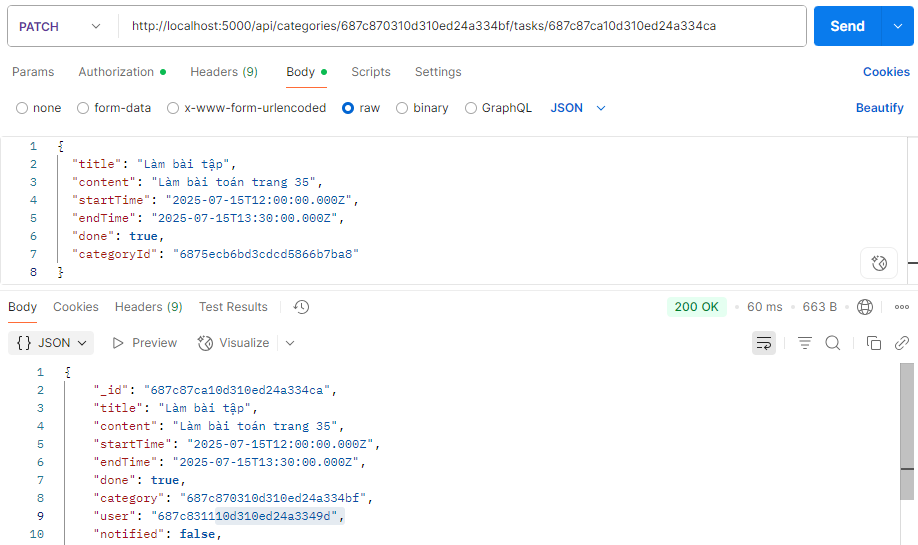 PATCH http://localhost:5000/api/categories/687c870310d310ed24a334bf/tasks/687c87ca10d310ed24a334ca Send
Params Authorization Headers (9) Body Scripts Settings Cookies
none form-data x-www-form-urlencoded raw binary GraphQL JSON Beautify
1 {
2 "title": "Làm bài tập",
3 "content": "Làm bài toán trang 35",
4 "startTime": "2025-07-15T12:00:00.000Z",
5 "endTime": "2025-07-15T13:30:00.000Z",
6 "done": true,
7 "categoryId": "6875ecb6bd3cdcd5866b7ba8"
8 }
Body Cookies Headers (9) Test Results 200 OK • 60 ms • 663 B
{} JSON Preview Visualize
1 {
2 "_id": "687c87ca10d310ed24a334ca",
3 "title": "Làm bài tập",
4 "content": "Làm bài toán trang 35",
5 "startTime": "2025-07-15T12:00:00.000Z",
6 "endTime": "2025-07-15T13:30:00.000Z",
7 "done": true,
8 "category": "687c870310d310ed24a334bf",
9 "user": "687c831110d310ed24a3349d",
10 "notified": false,